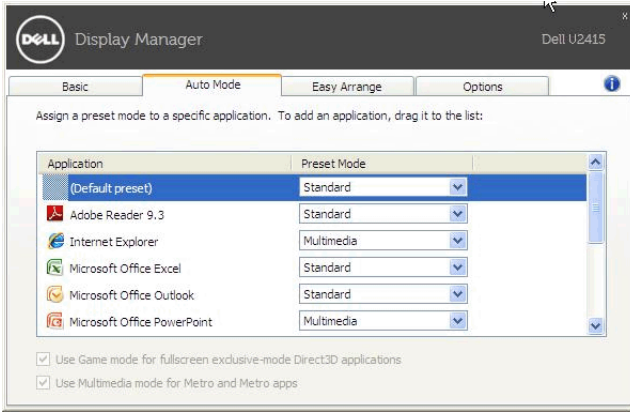 DELL Display Manager Dell U2415
x
Basic Auto Mode Easy Arrange Options i
Assign a preset mode to a specific application. To add an application, drag it to the list:
Application Preset Mode
(Default preset) Standard
Adobe Reader 9.3 Standard
Internet Explorer Multimedia
Microsoft Office Excel Standard
Microsoft Office Outlook Standard
Microsoft Office PowerPoint Multimedia
Use Game mode for fullscreen exclusive-mode Direct3D applications
Use Multimedia mode for Metro and Metro apps